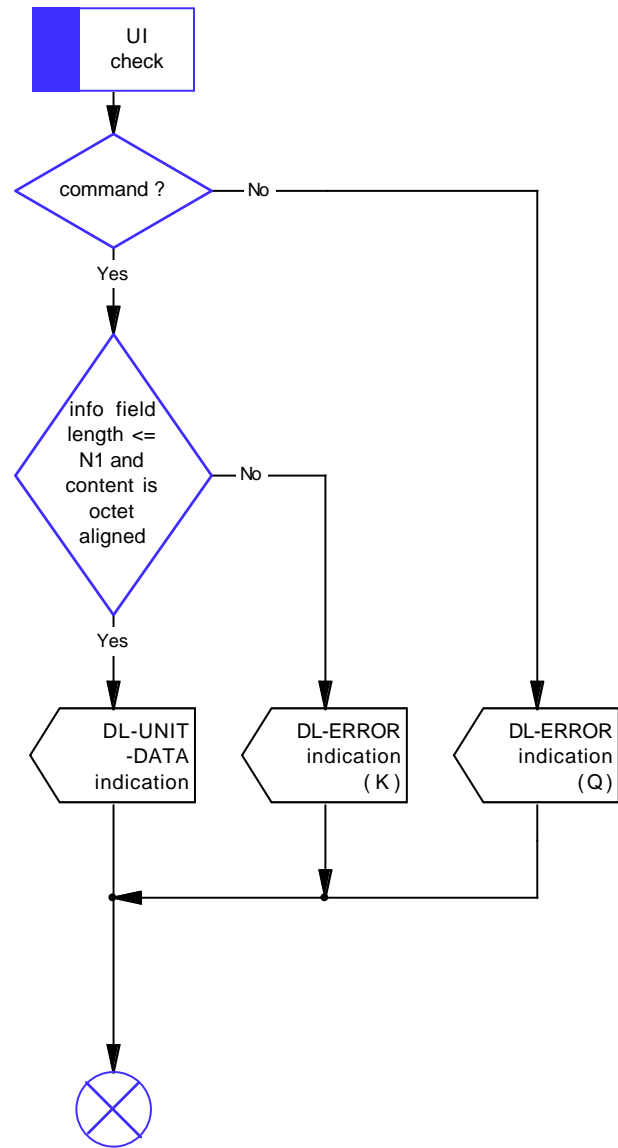 UI
check
command ?
No
Yes
info field
length <=
N1 and
content is
octet
aligned
No
Yes
DL-UNIT
-DATA
indication
DL-ERROR
indication
( K )
DL-ERROR
indication
( Q )